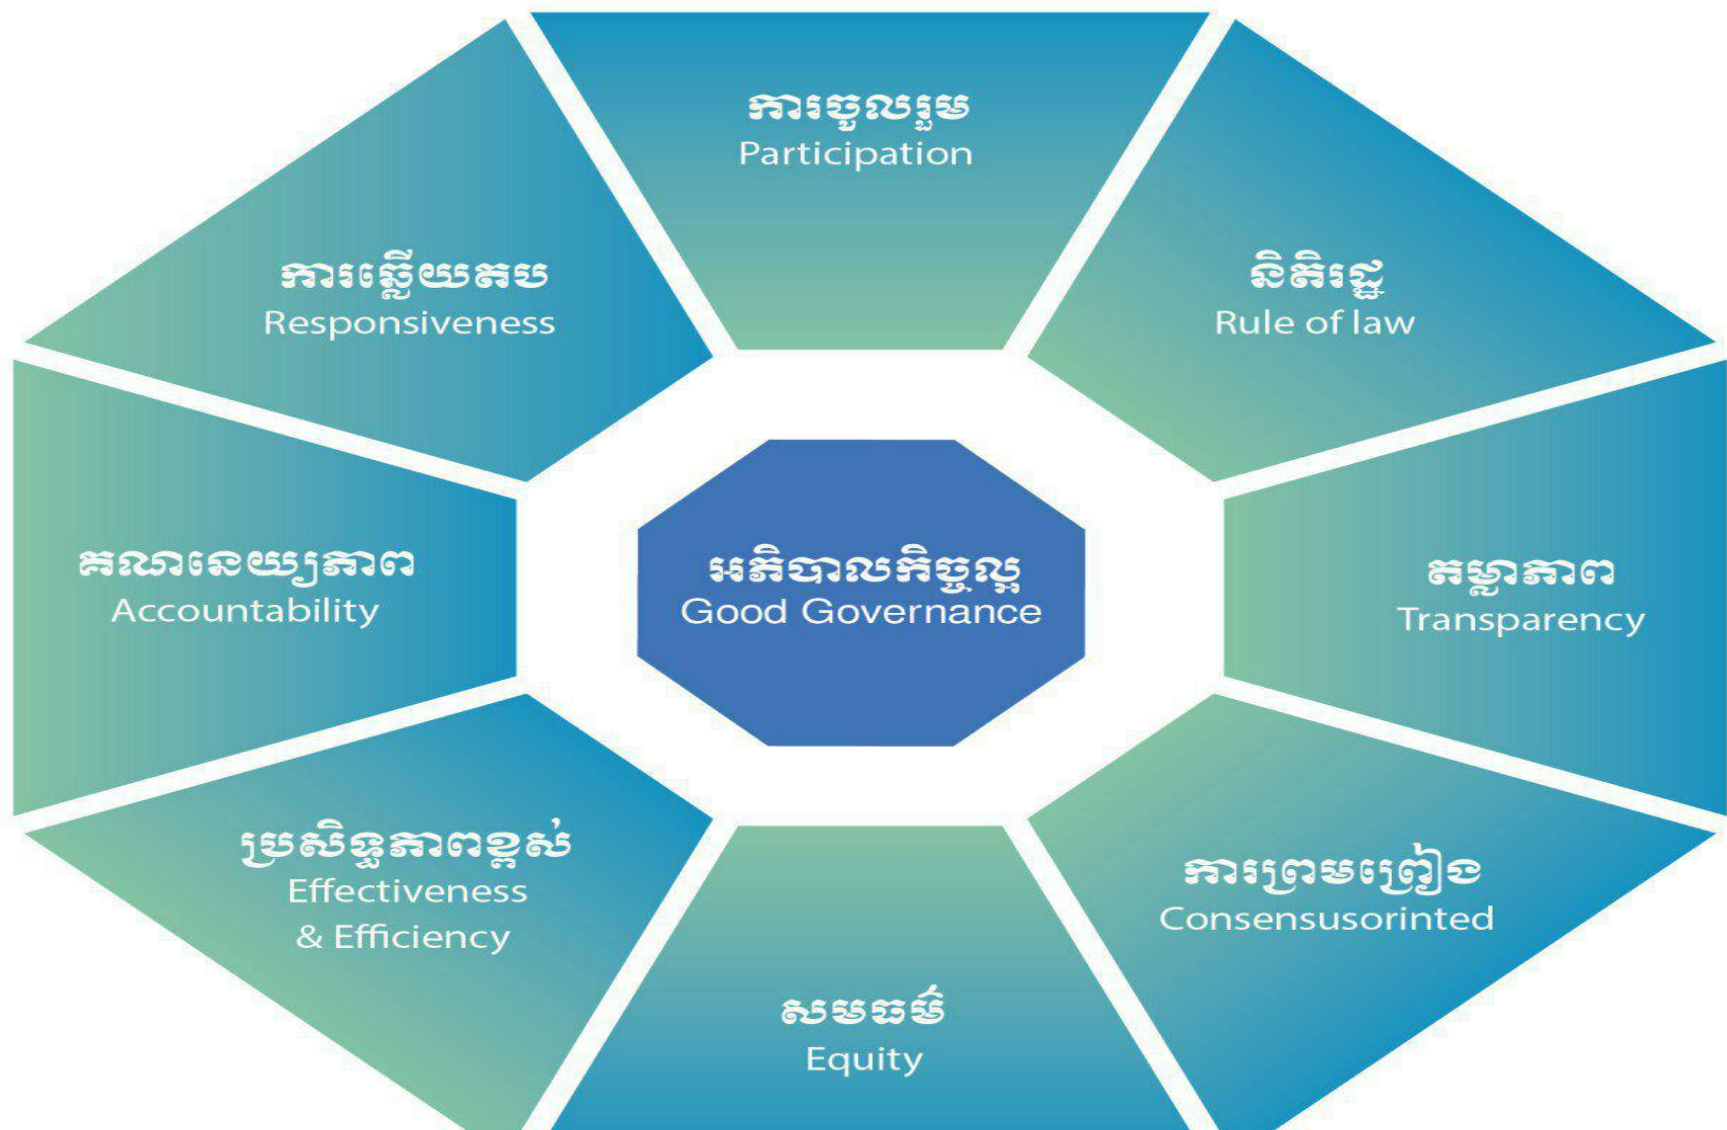 ការចូលរួម
Participation
ការឆ្លើយតប
Responsiveness
និតិរដ្ឋ
Rule of law
គណនេយ្យភាព
Accountability
អភិបាលកិច្ចល្អ
Good Governance
តម្លាភាព
Transparency
ប្រសិទ្ធភាពខ្ពស់
Effectiveness
& Efficiency
ការព្រមព្រៀង
Consensusorinted
សមធម៌
Equity